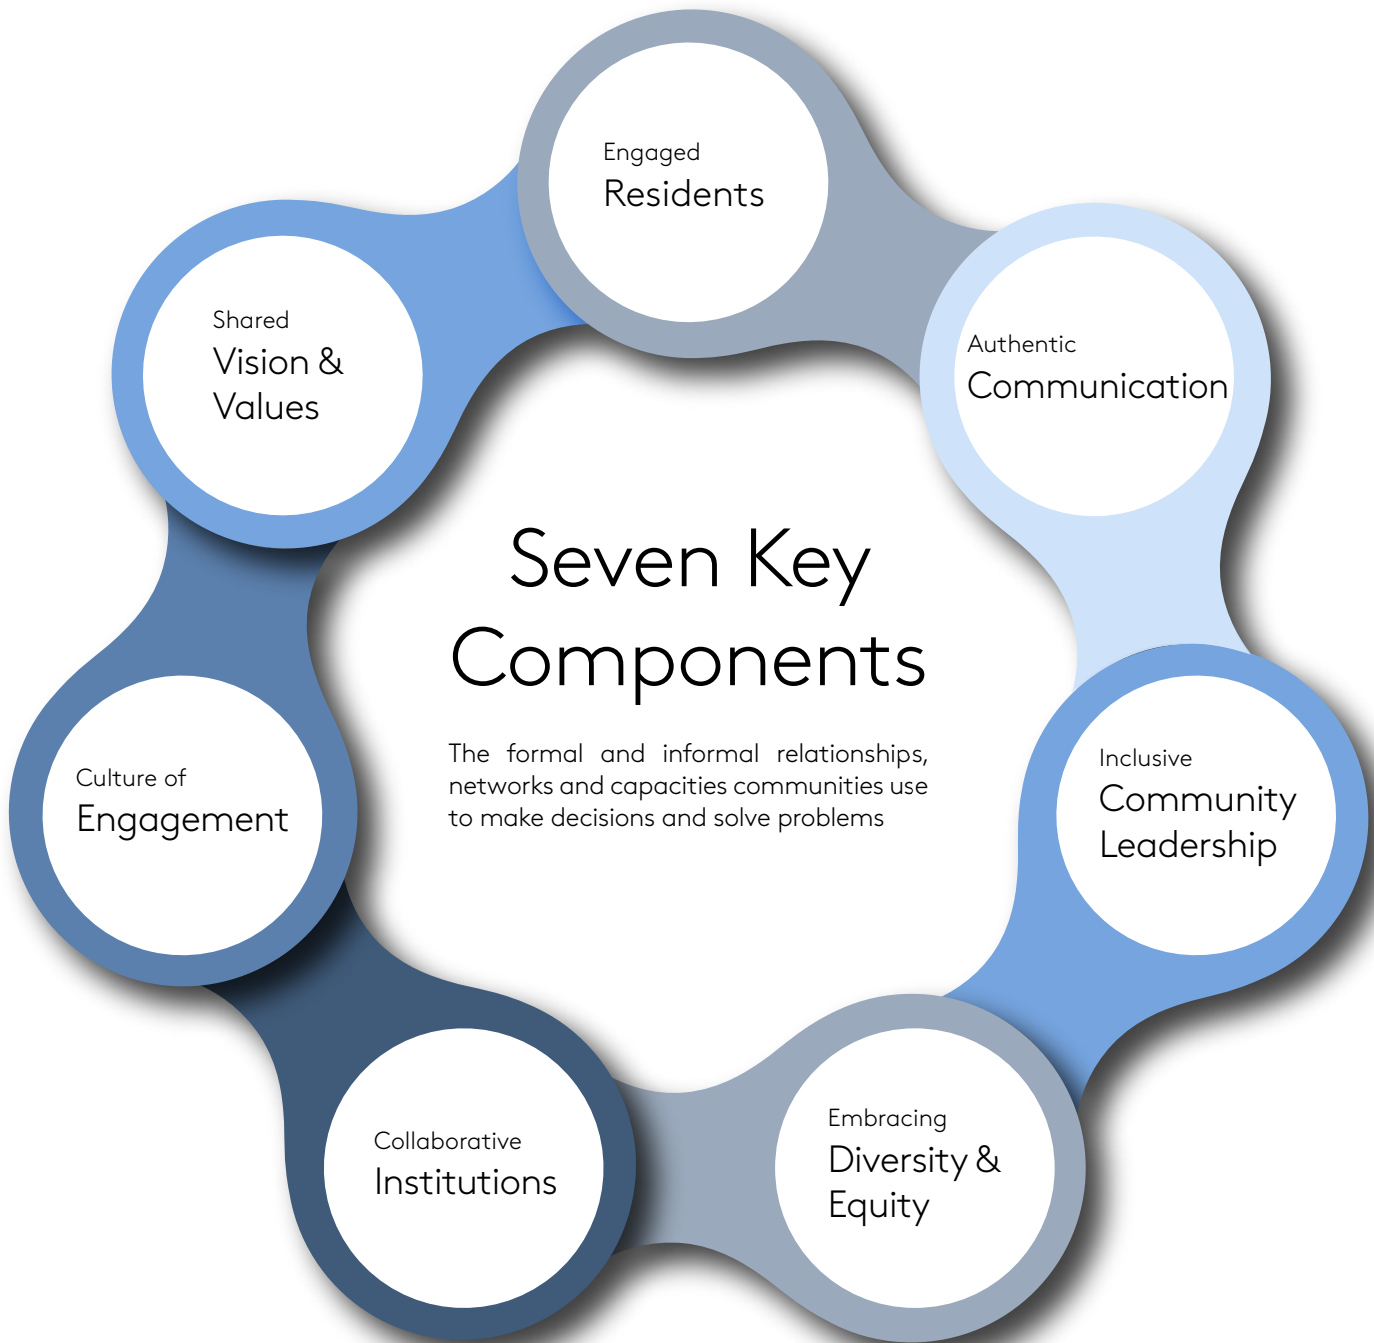 Engaged
Residents
Authentic
Communication
Inclusive
Community
Leadership
Embracing
Diversity &
Equity
Collaborative
Institutions
Culture of
Engagement
Shared
Vision &
Values
Seven Key
Components
The formal and informal relationships,
networks and capacities communities use
to make decisions and solve problems